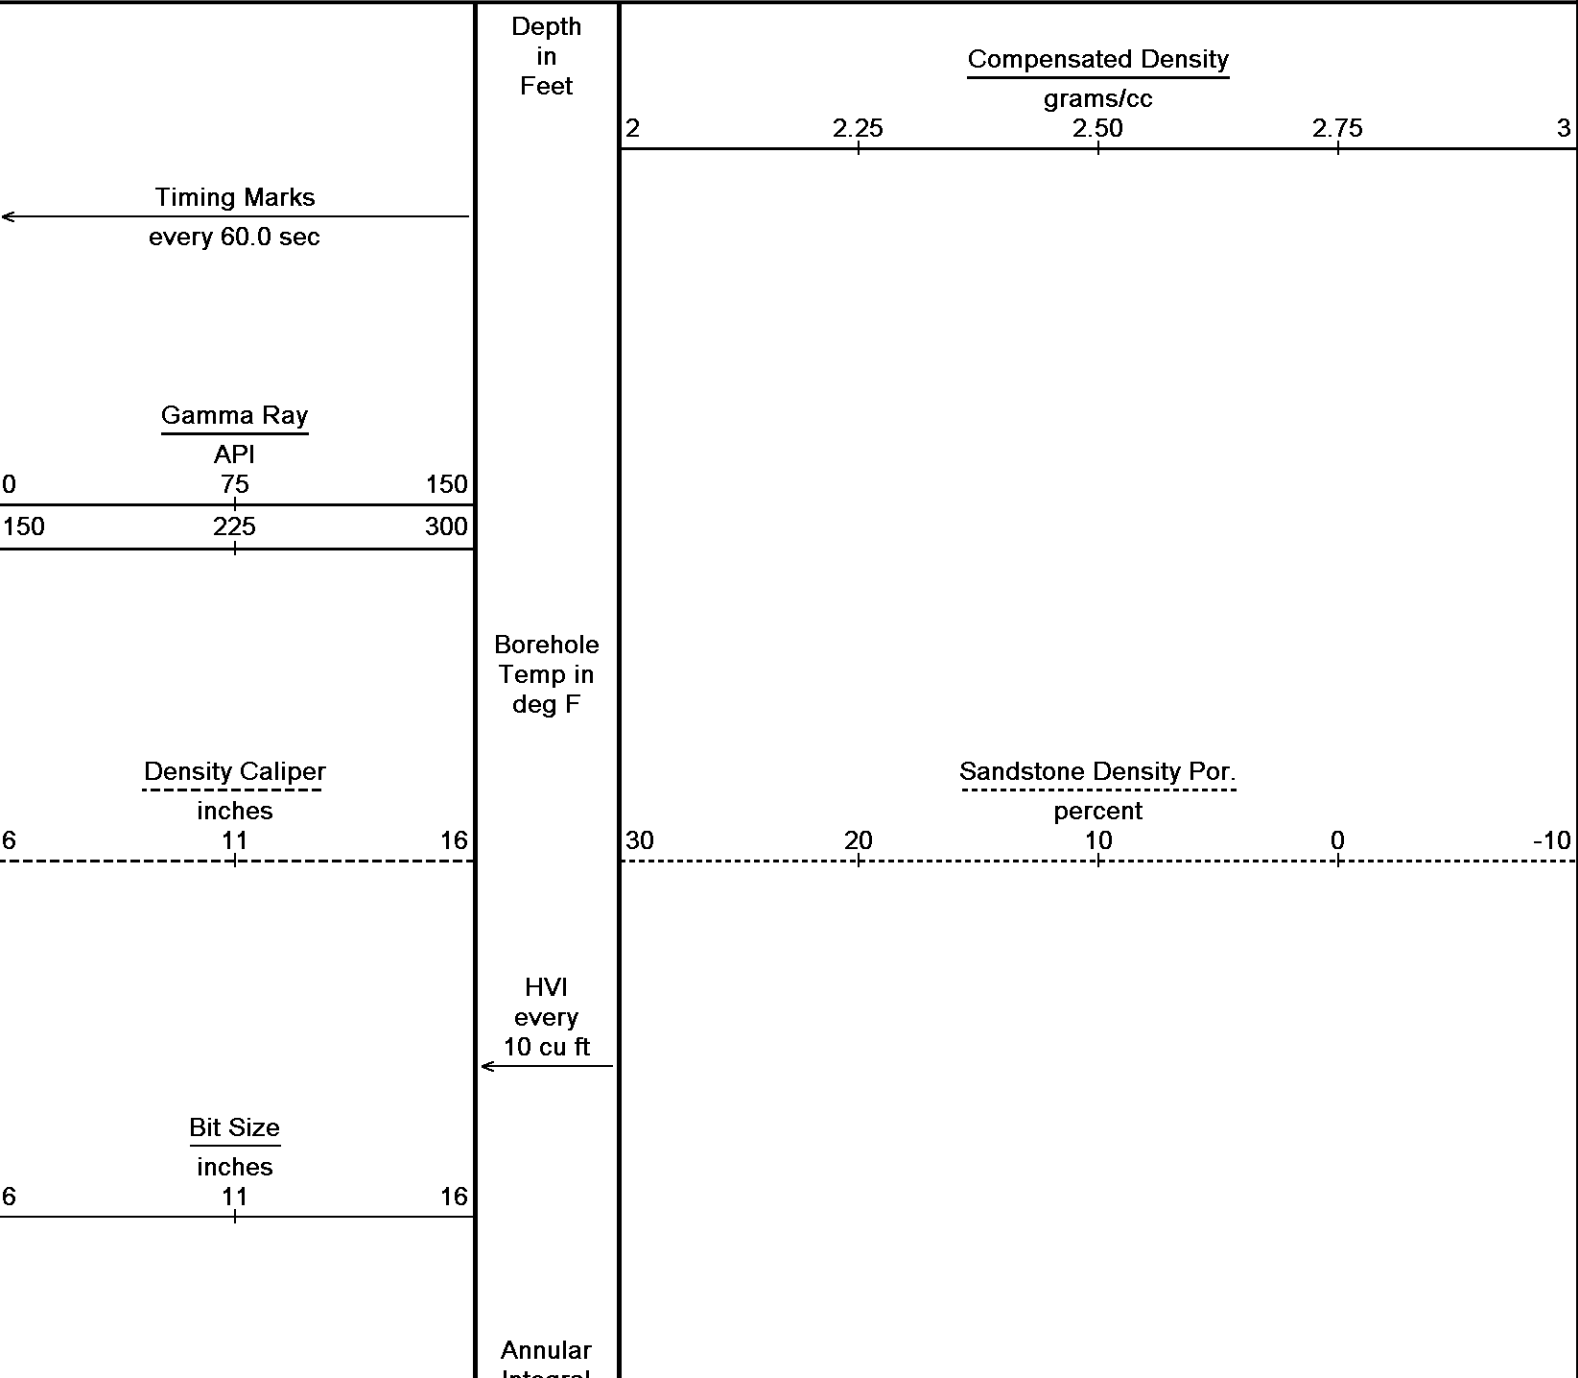 Depth
in
Feet
Compensated Density
grams/cc
2 2.25 2.50 2.75 3
Timing Marks
every 60.0 sec
Gamma Ray
API
0 75 150
150 225 300
Borehole
Temp in
deg F
Density Caliper
inches
6 11 16
Sandstone Density Por.
percent
30 20 10 0 -10
HVI
every
10 cu ft
Bit Size
inches
6 11 16
Annular
Integral